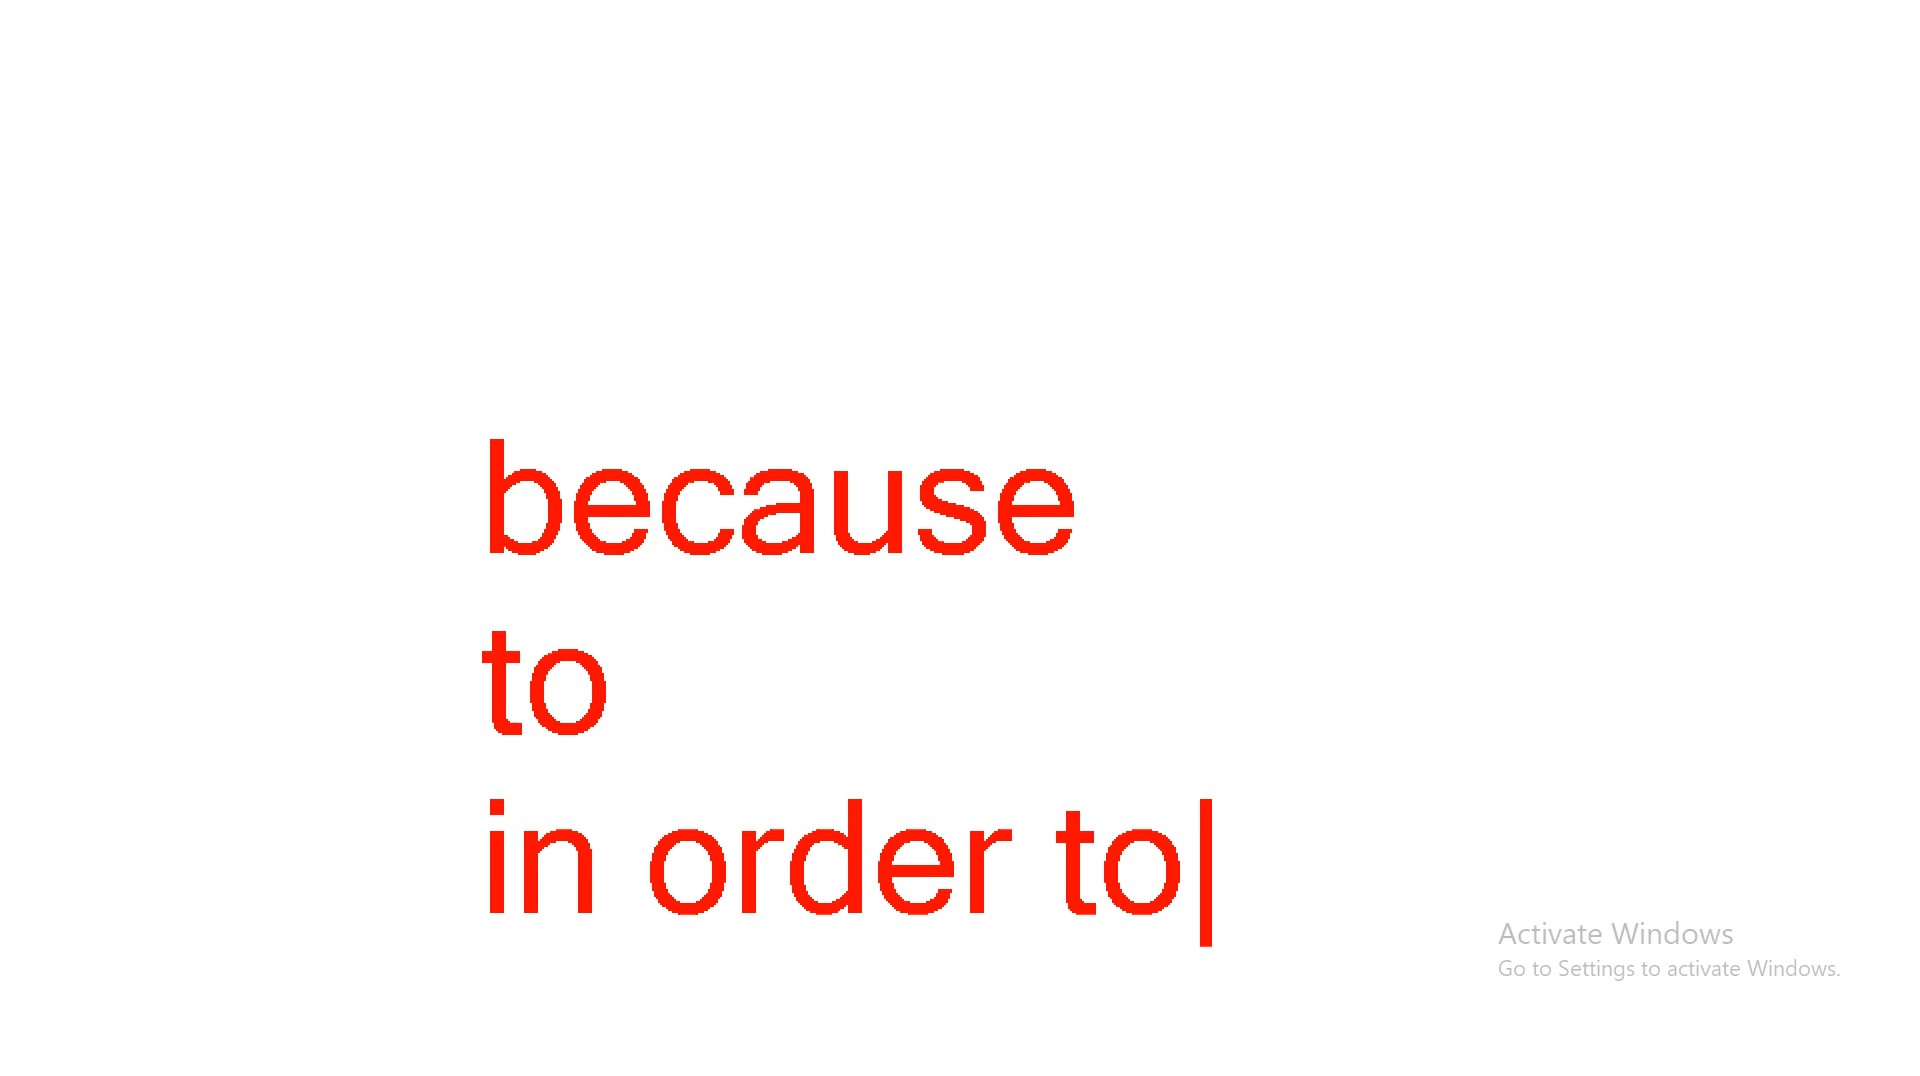 because
to
in order to
Activate Windows
Go to Settings to activate Windows.